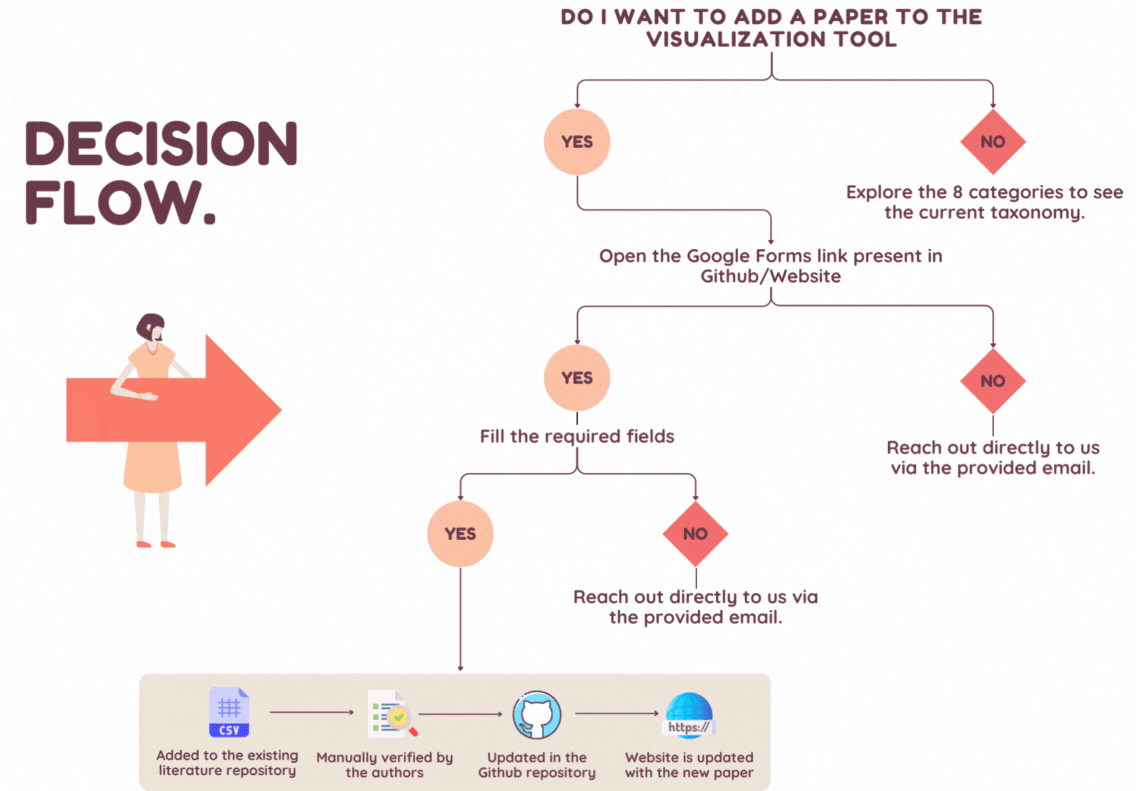 DO I WANT TO ADD A PAPER TO THE
VISUALIZATION TOOL
DECISION
FLOW.
YES
NO
Explore the 8 categories to see
the current taxonomy.
Open the Google Forms link present in
Github/Website
YES
NO
Fill the required fields
Reach out directly to us
via the provided email.
YES
NO
Reach out directly to us via
the provided email.
CSV
https://
Added to the existing
literature repository
Manually verified by
the authors
Updated in the
Github repository
Website is updated
with the new paper